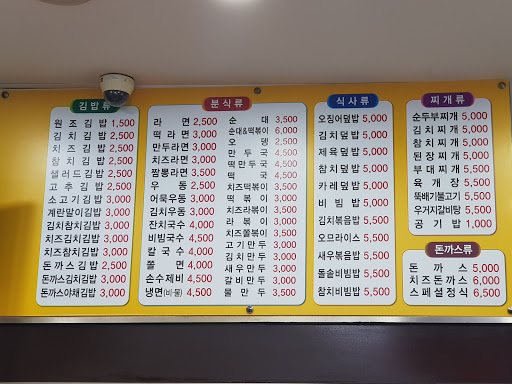 김밥류
원조김밥 1,500
김치김밥 2,500
치즈김밥 2,500
참치김밥 2,500
샐러드김밥 2,500
고추김밥 2,500
소고기김밥 3,000
계란말이김밥 3,000
김치참치김밥 3,000
치즈김치김밥 3,000
치즈참치김밥 3,000
돈까스김밥 2,500
돈까스김치김밥 3,000
돈까스야채김밥 3,000
분식류
라면 2,500
떡라면 3,000
만두라면 3,000
치즈라면 3,000
짬뽕라면 3,500
우동 2,500
어묵우동 3,000
김치우동 3,000
잔치국수 4,000
비빔국수 4,500
칼국수 4,000
쫄면 4,000
손수제비 4,500
냉면(비·물) 4,500
순대 3,500
순대&떡볶이 6,000
오뎅 2,500
만두국 4,500
떡만두국 4,500
떡국 4,500
치즈떡볶이 3,500
떡볶이 3,000
치즈라볶이 3,500
라볶이 3,000
치즈쫄볶이 3,500
고기만두 3,000
김치만두 3,000
새우만두 3,000
갈비만두 3,000
물만두 3,500
식사류
오징어덮밥 5,000
김치덮밥 5,000
제육덮밥 5,000
참치덮밥 5,000
카레덮밥 5,000
비빔밥 5,000
김치볶음밥 5,500
오므라이스 5,500
새우볶음밥 5,500
돌솥비빔밥 5,500
참치비빔밥 5,500
찌개류
순두부찌개 5,000
김치찌개 5,000
참치찌개 5,000
된장찌개 5,000
부대찌개 5,500
육개장 5,500
뚝배기불고기 5,500
우거지갈비탕 5,500
공기밥 1,000
돈까스류
돈까스 5,000
치즈돈까스 6,000
스페셜정식 6,500